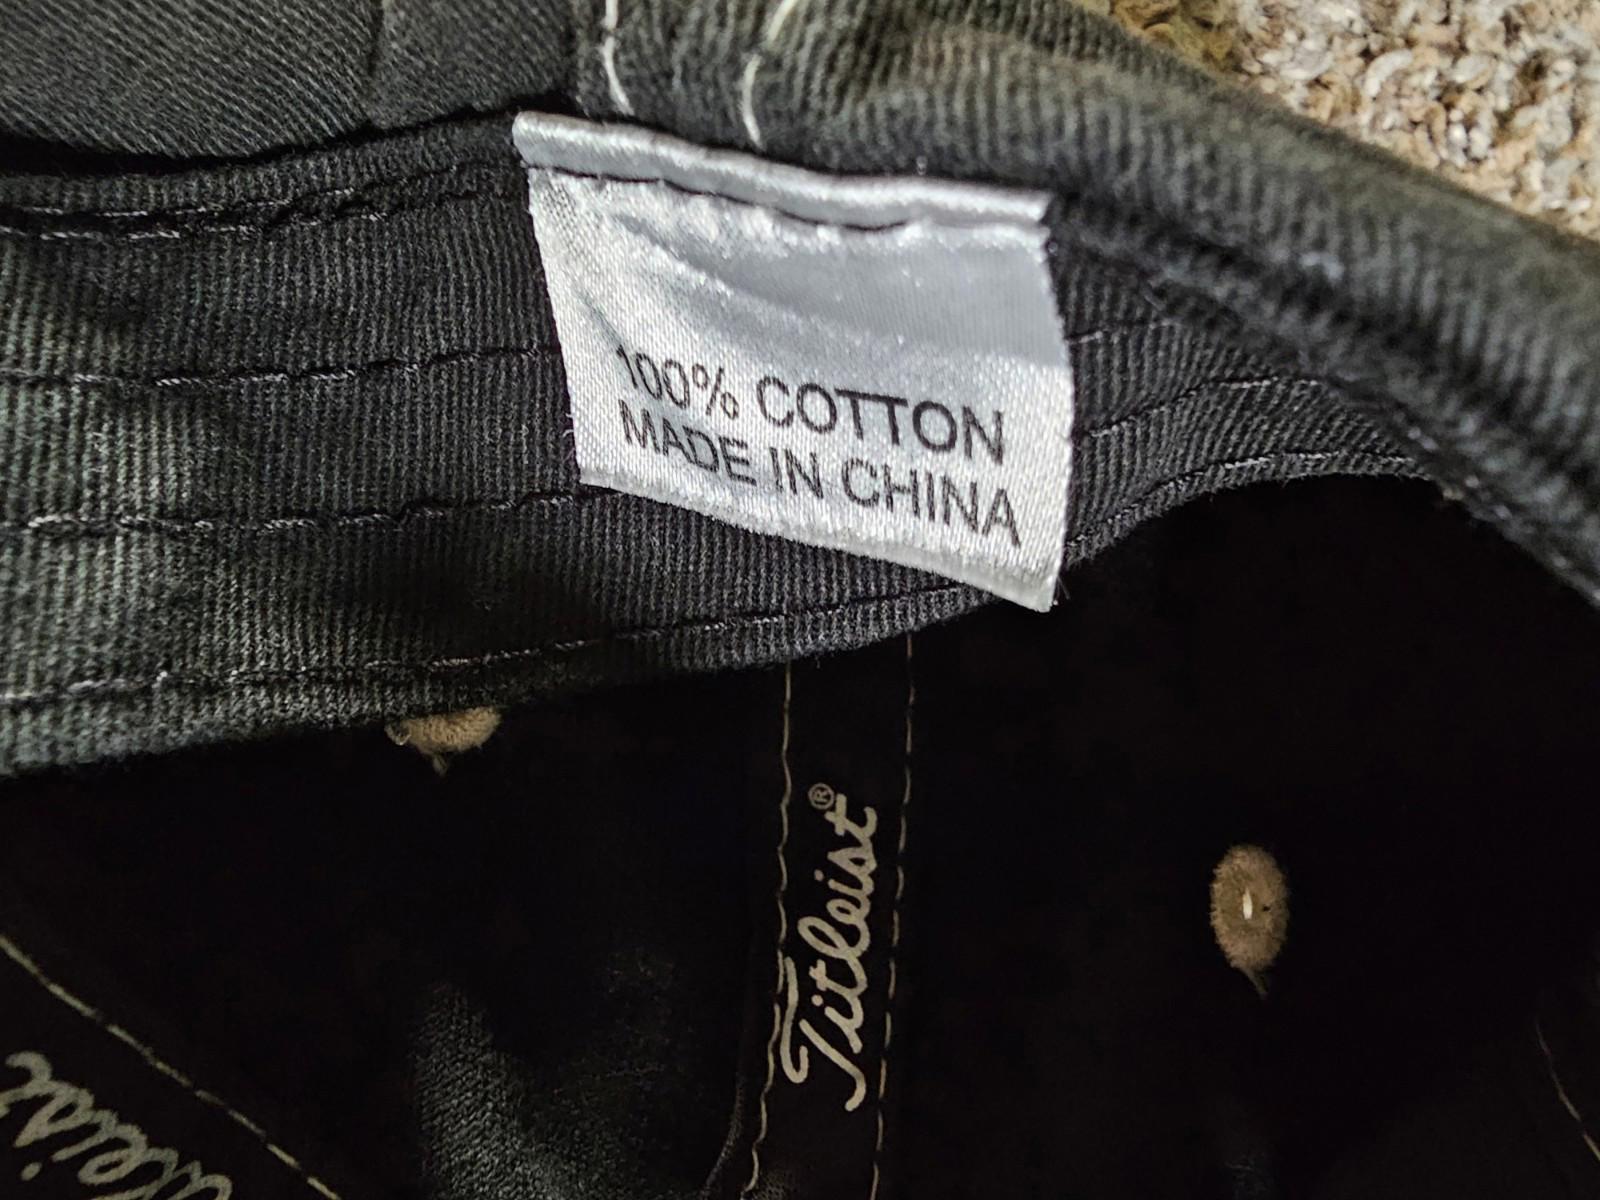 100% COTTON
MADE IN CHINA
Titleist®